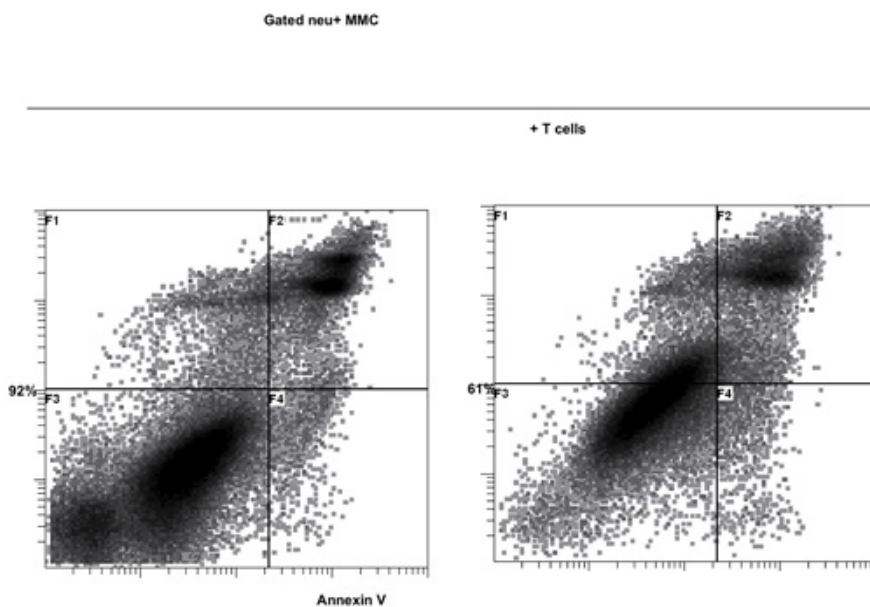 Gated neu+ MMC
+ T cells
F1 F2
F1 F2
92%
F3 F4
61%
F3 F4
Annexin V